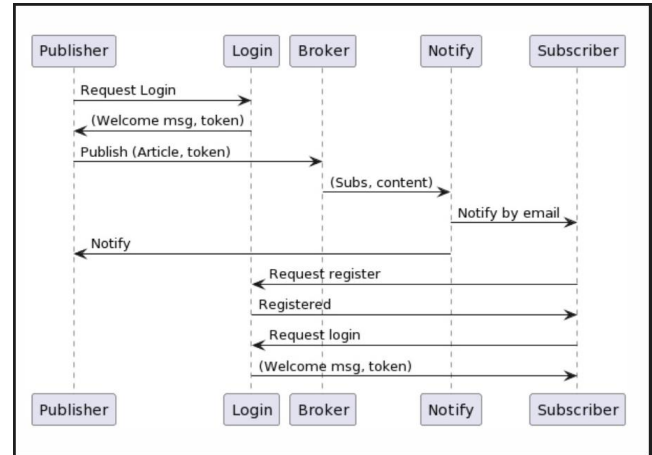 Publisher Login Broker Notify Subscriber
Request Login
(Welcome msg, token)
Publish (Article, token)
(Subs, content)
Notify by email
Notify
Request register
Registered
Request login
(Welcome msg, token)
Publisher Login Broker Notify Subscriber